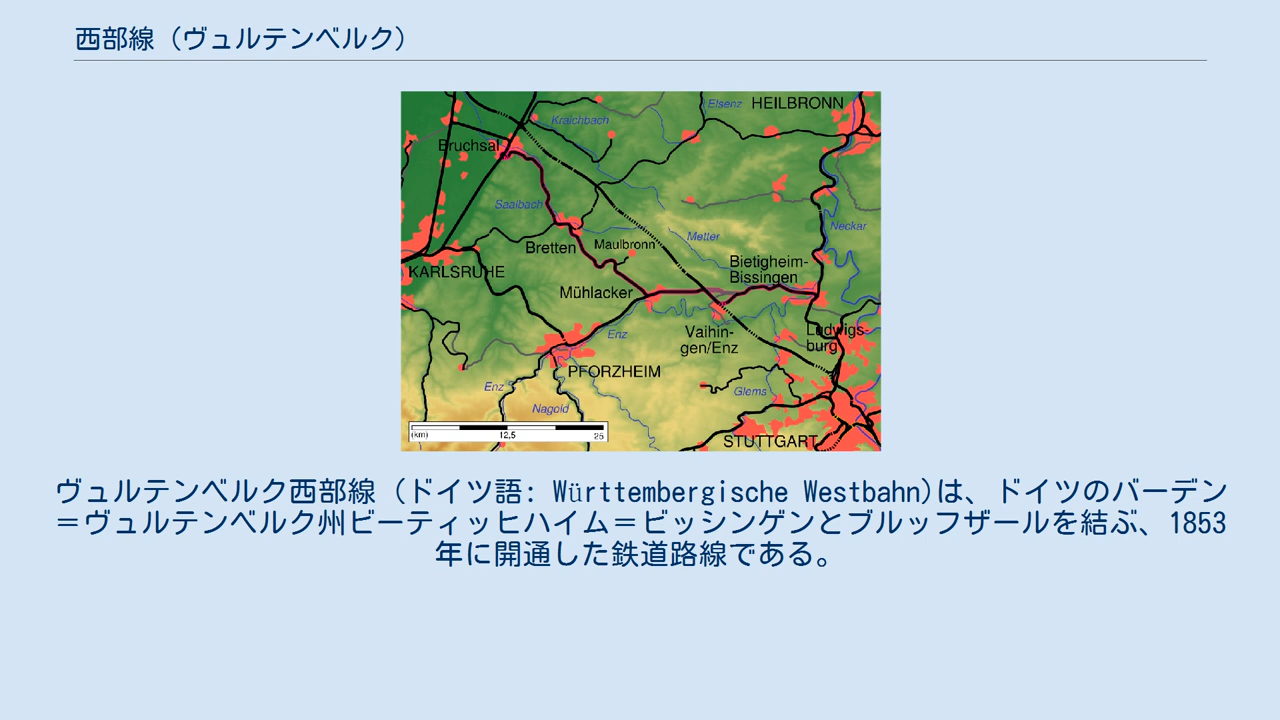 西部線（ヴュルテンベルク）
Elsenz
HEILBRONN
Kraichbach
Bruchsal
Saalbach
Neckar
Metter
Bretten
Maulbronn
Bietigheim-
Bissingen
KARLSRUHE
Mühlacker
Vaihin-
gen/Enz
Ludwigs-
burg
Enz
PFORZHEIM
Enz
Glems
Nagold
STUTTGART
(km) 12,5 25
ヴュルテンベルク西部線（ドイツ語: Württembergische Westbahn)は、ドイツのバーデン
＝ヴュルテンベルク州ビーティッヒハイム＝ビッシンゲンとブルッフザールを結ぶ、1853
年に開通した鉄道路線である。